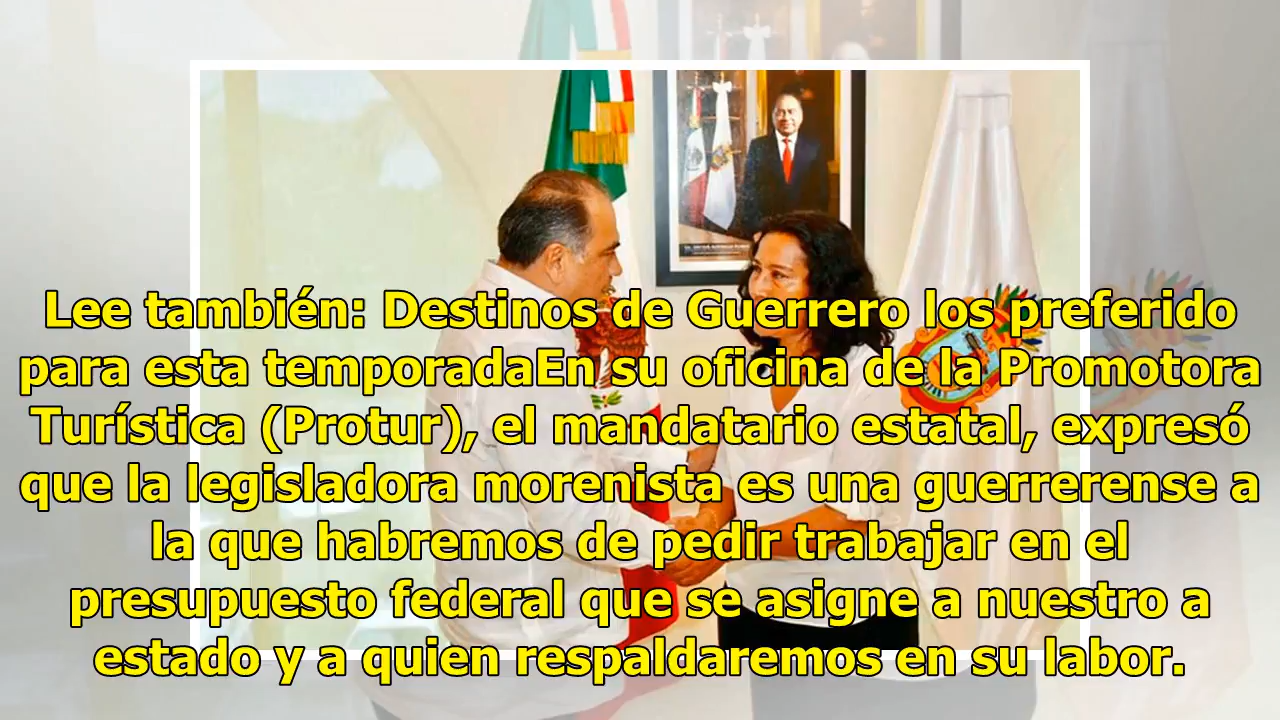 Lee también: Destinos de Guerrero los preferido
para esta temporadaEn su oficina de la Promotora
Turística (Protur), el mandatario estatal, expresó
que la legisladora morenista es una guerrerense a
la que habremos de pedir trabajar en el
presupuesto federal que se asigne a nuestro a
estado y a quien respaldaremos en su labor.